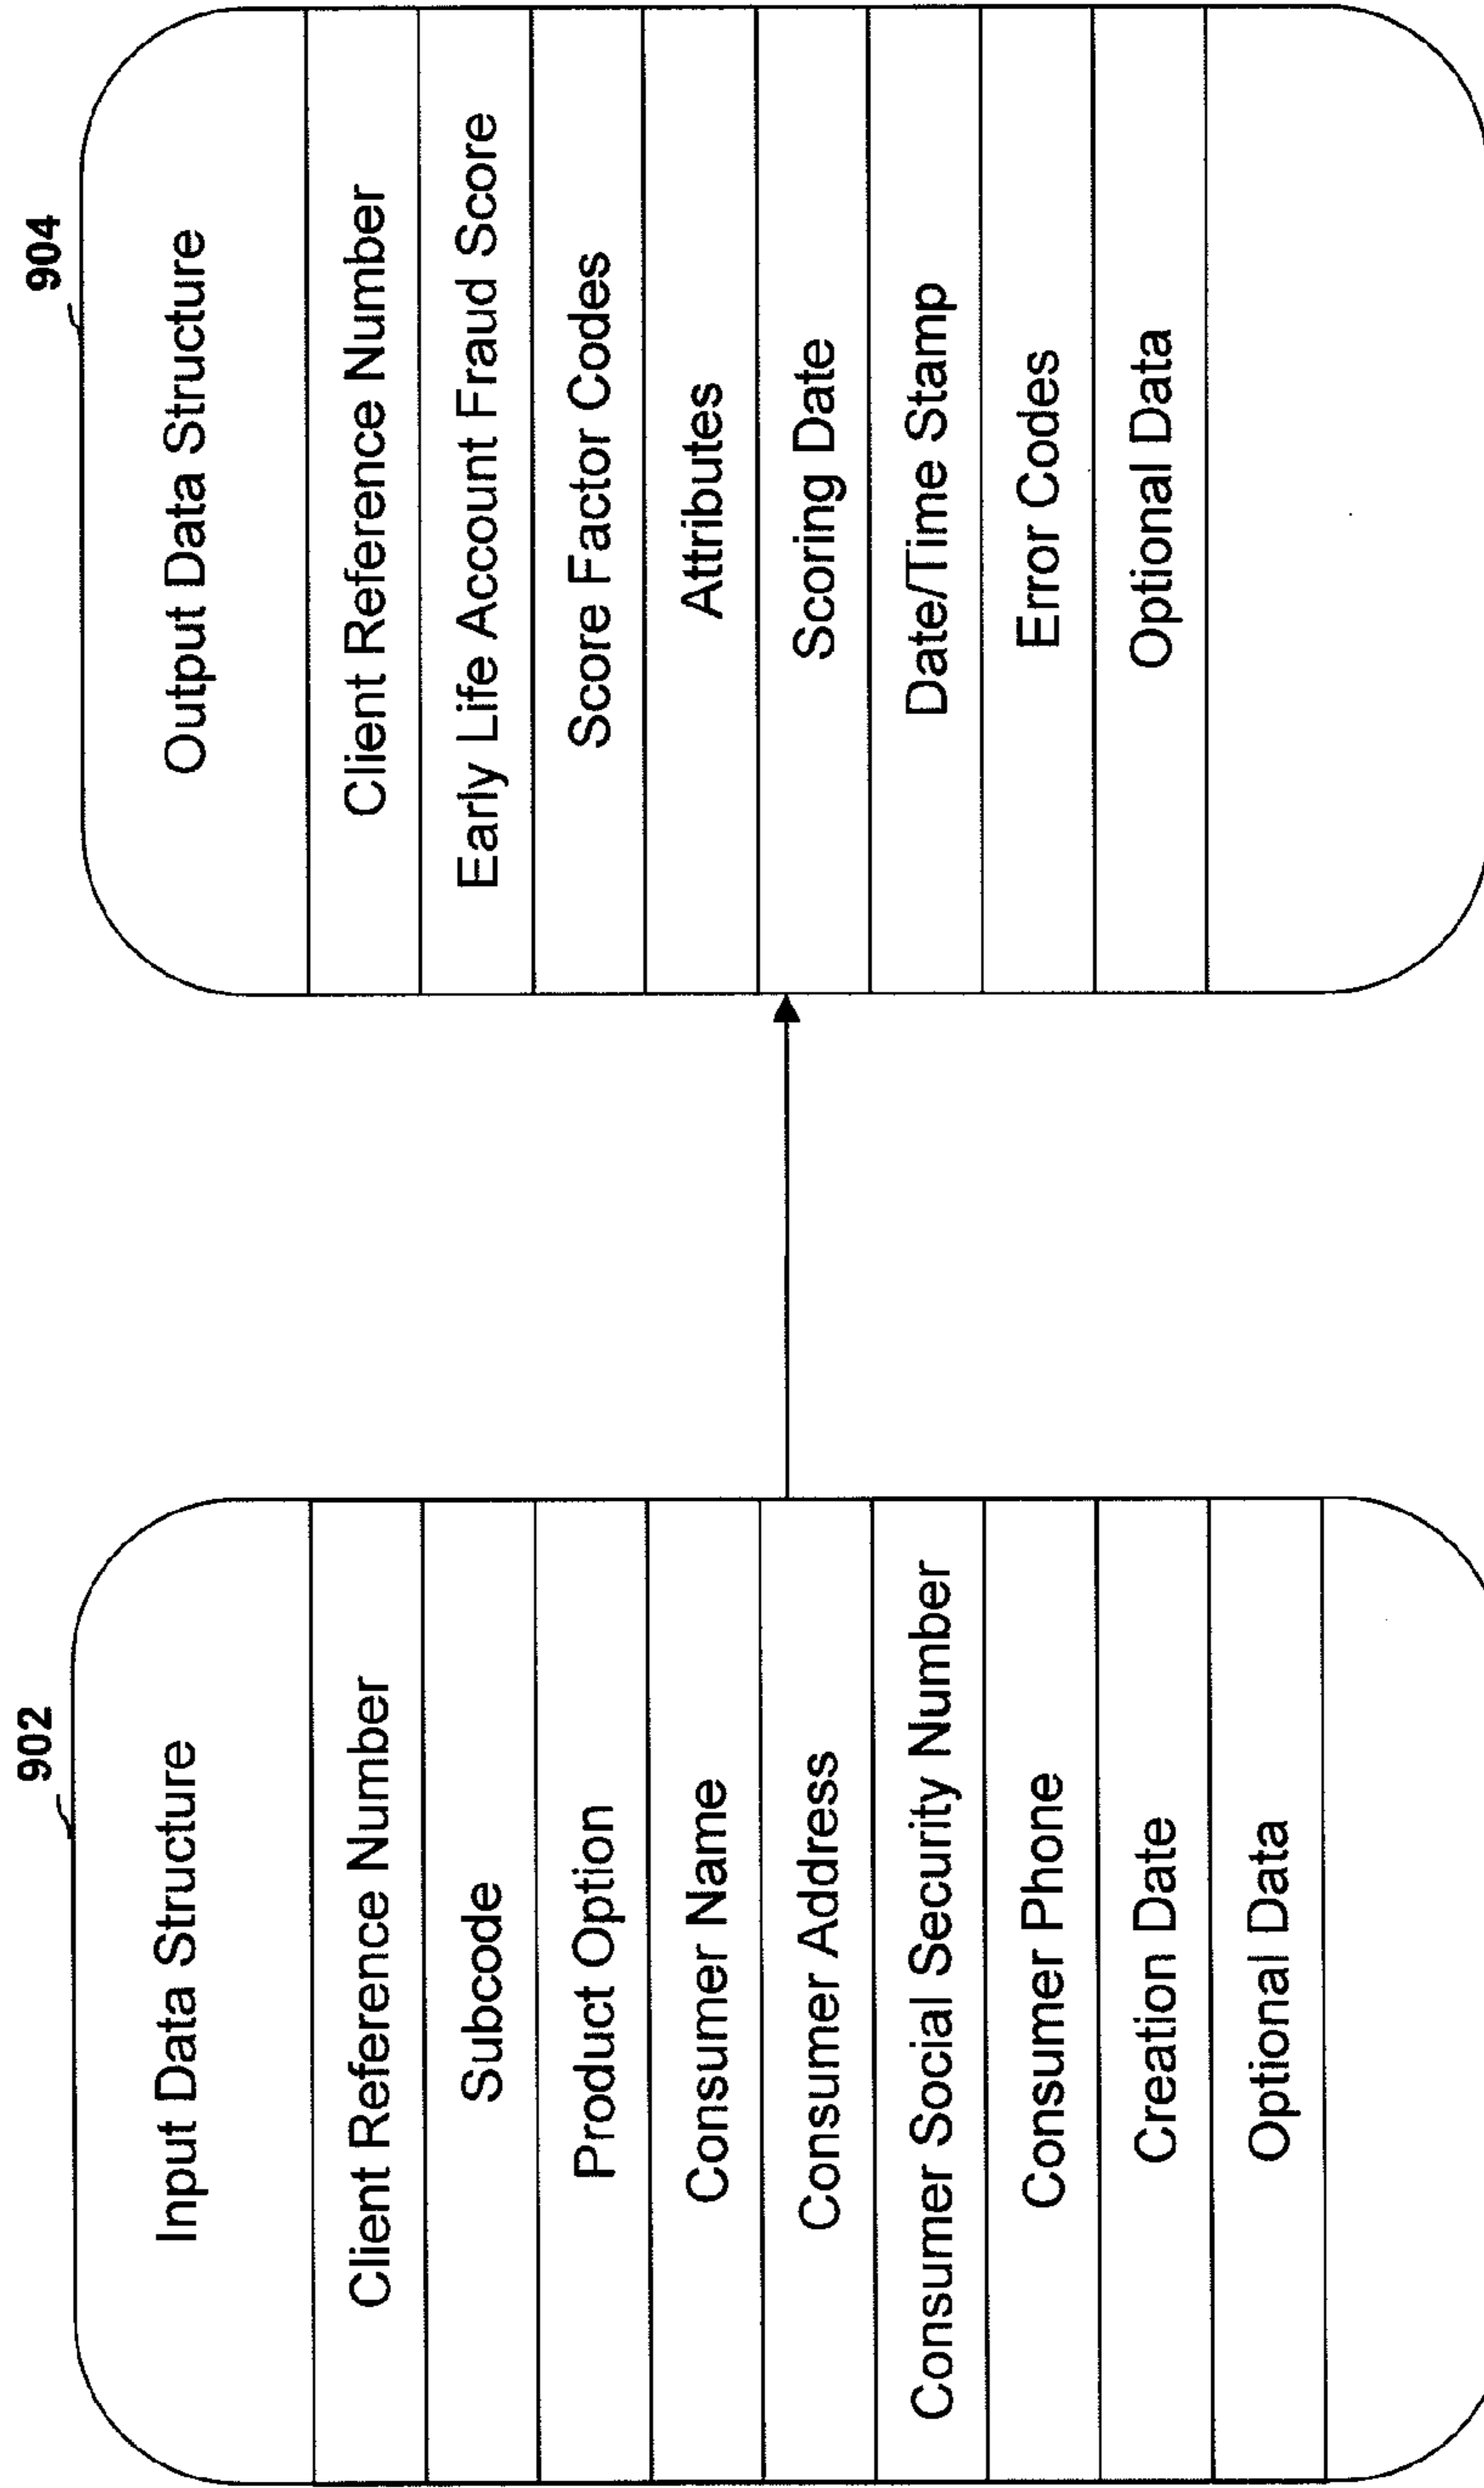 902
Input Data Structure
Client Reference Number
Subcode
Product Option
Consumer Name
Consumer Address
Consumer Social Security Number
Consumer Phone
Creation Date
Optional Data
904
Output Data Structure
Client Reference Number
Early Life Account Fraud Score
Score Factor Codes
Attributes
Scoring Date
Date/Time Stamp
Error Codes
Optional Data